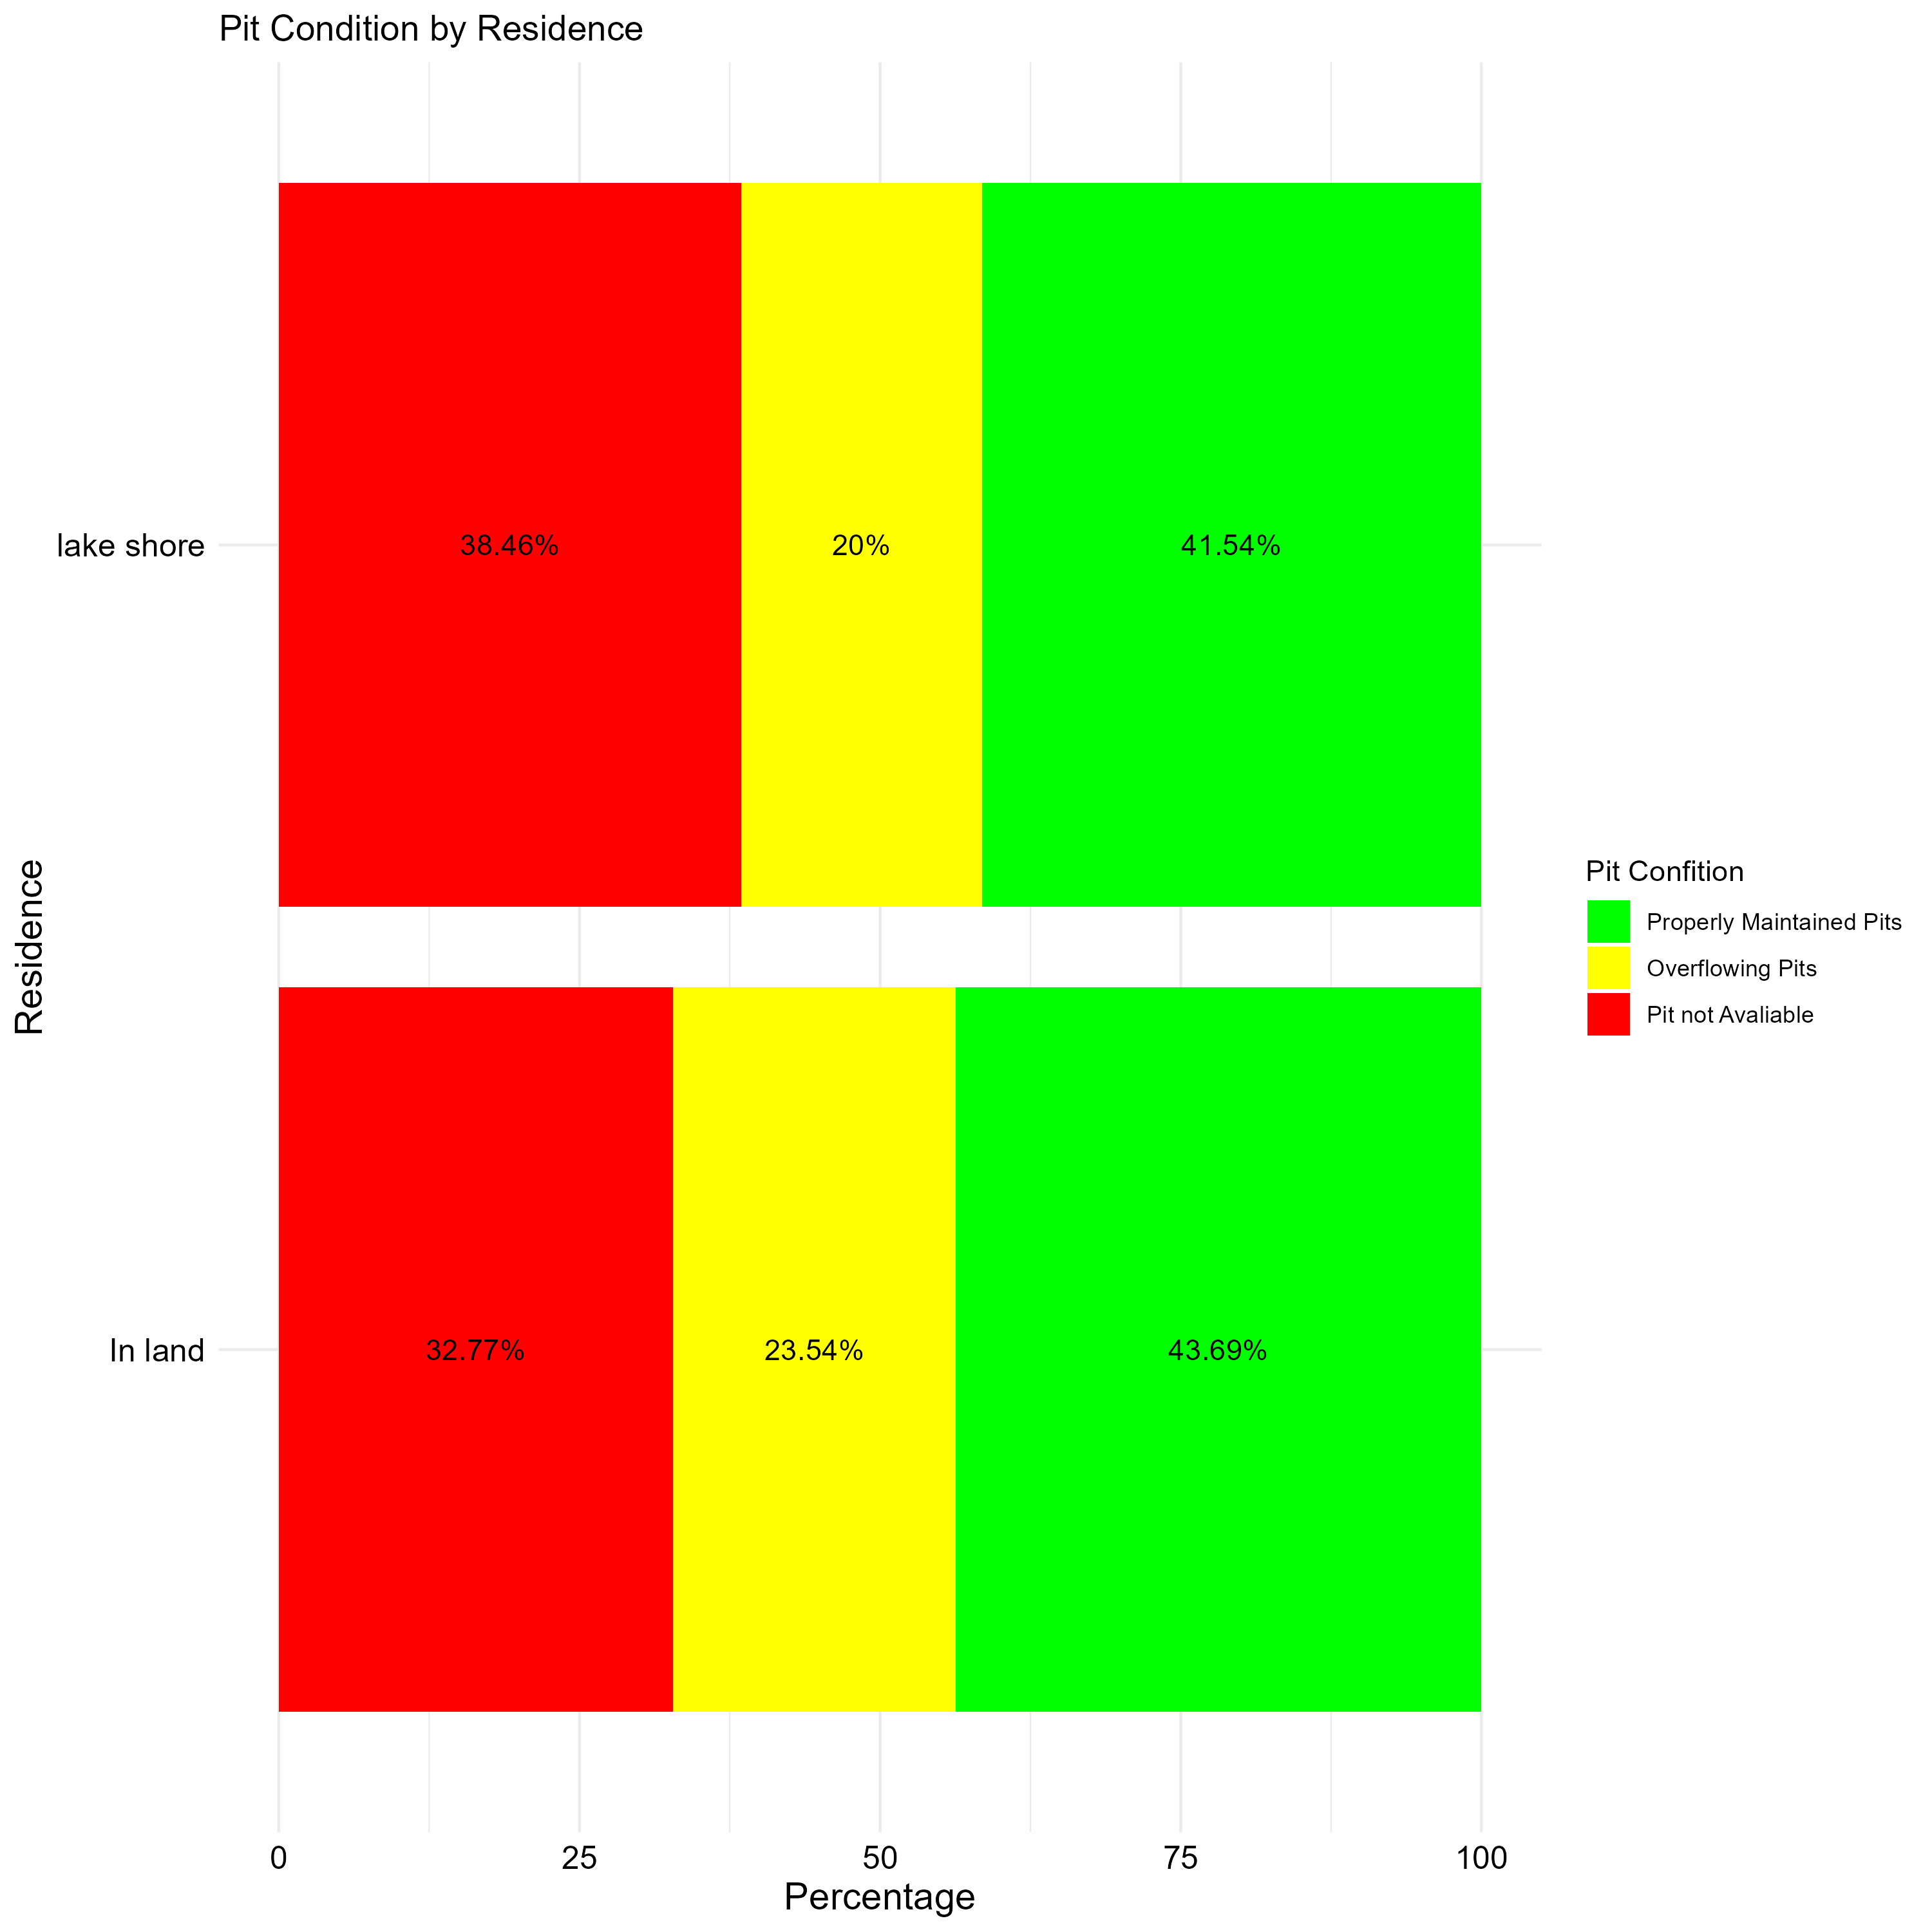 Pit Condition by Residence
lake shore
38.46%
20%
41.54%
Residence
Pit Confition
Properly Maintained Pits
Overflowing Pits
Pit not Avaliable
In land
32.77%
23.54%
43.69%
0
25
50
75
100
Percentage